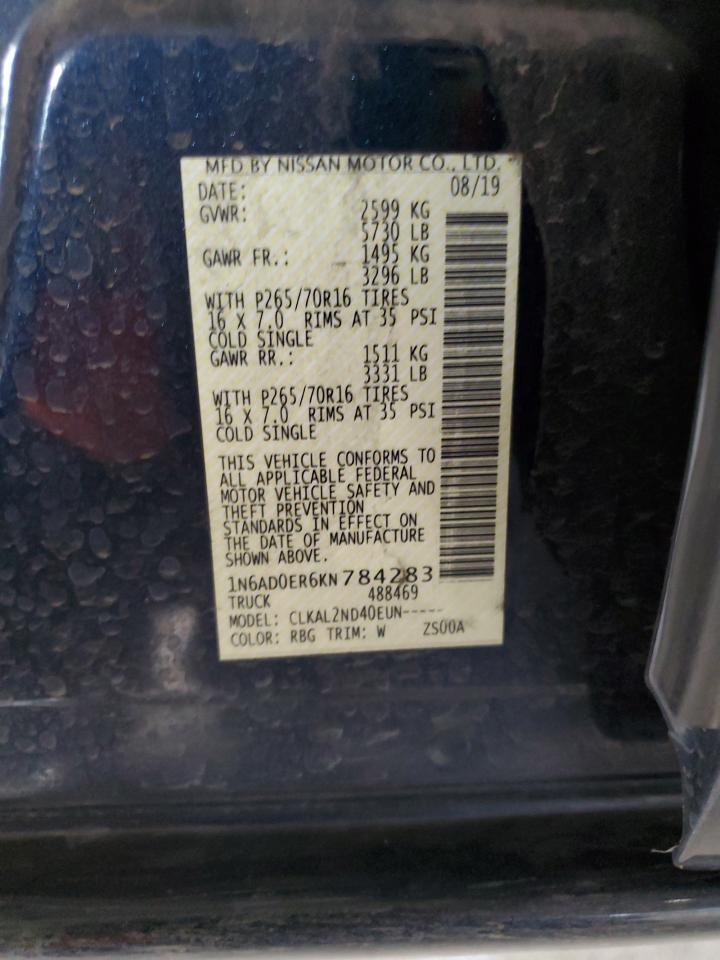 MFD.BY NISSAN MOTOR CO., LTD.
DATE: 08/19
GVWR: 2599 KG
5730 LB
GAWR FR.: 1495 KG
3296 LB
WITH P265/70R16 TIRES
16 X 7.0 RIMS AT 35 PSI
COLD SINGLE
GAWR RR.: 1511 KG
3331 LB
WITH P265/70R16 TIRES
16 X 7.0 RIMS AT 35 PSI
COLD SINGLE
THIS VEHICLE CONFORMS TO
ALL APPLICABLE FEDERAL
MOTOR VEHICLE SAFETY AND
THEFT PREVENTION
STANDARDS IN EFFECT ON
THE DATE OF MANUFACTURE
SHOWN ABOVE.
1N6AD0ER6KN784283
TRUCK 488469
MODEL: CLKAL2ND40EUN-----
COLOR: RBG TRIM: W ZS00A